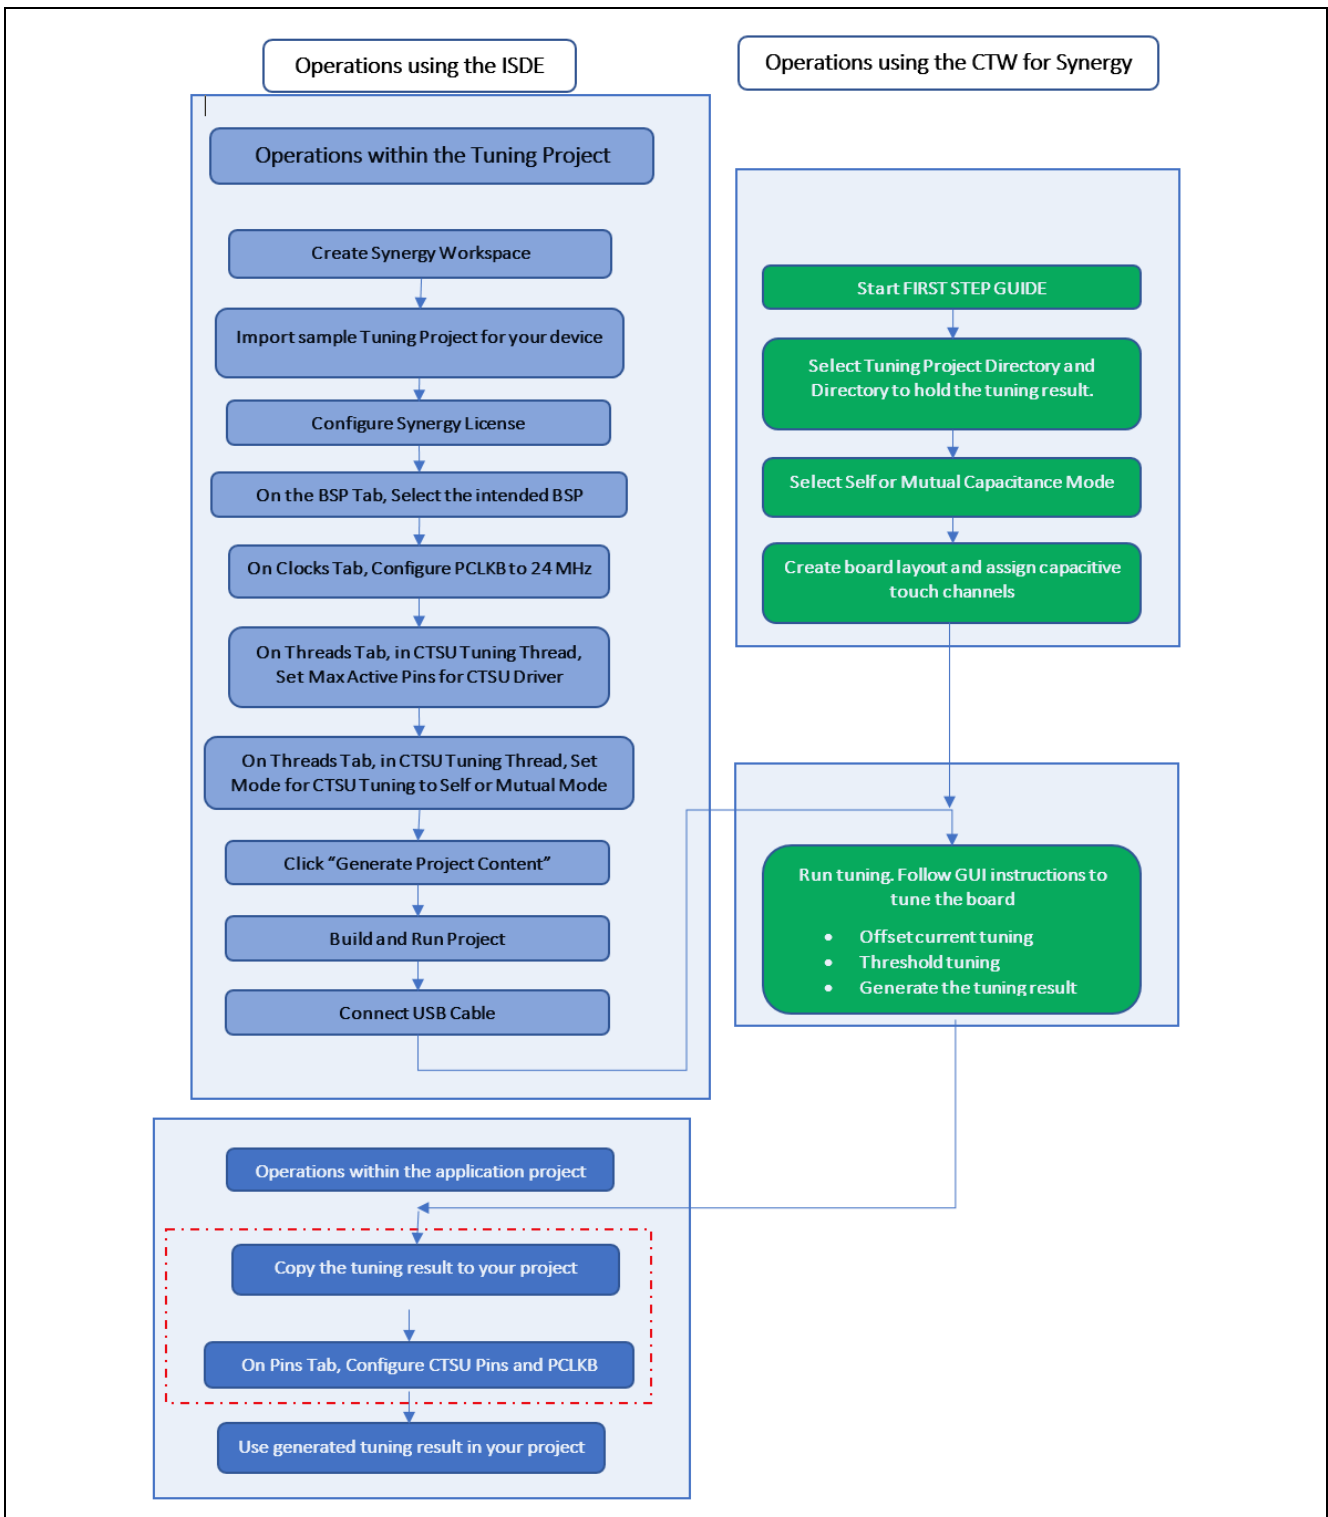 Operations using the ISDE
Operations using the CTW for Synergy
Operations within the Tuning Project
Create Synergy Workspace
Import sample Tuning Project for your device
Configure Synergy License
On the BSP Tab, Select the intended BSP
On Clocks Tab, Configure PCLKB to 24 MHz
On Threads Tab, in CTSU Tuning Thread,
Set Max Active Pins for CTSU Driver
On Threads Tab, in CTSU Tuning Thread, Set
Mode for CTSU Tuning to Self or Mutual Mode
Click “Generate Project Content”
Build and Run Project
Connect USB Cable
Start FIRST STEP GUIDE
Select Tuning Project Directory and
Directory to hold the tuning result.
Select Self or Mutual Capacitance Mode
Create board layout and assign capacitive
touch channels
Run tuning. Follow GUI instructions to
tune the board
• Offset current tuning
• Threshold tuning
• Generate the tuning result
Operations within the application project
Copy the tuning result to your project
On Pins Tab, Configure CTSU Pins and PCLKB
Use generated tuning result in your project